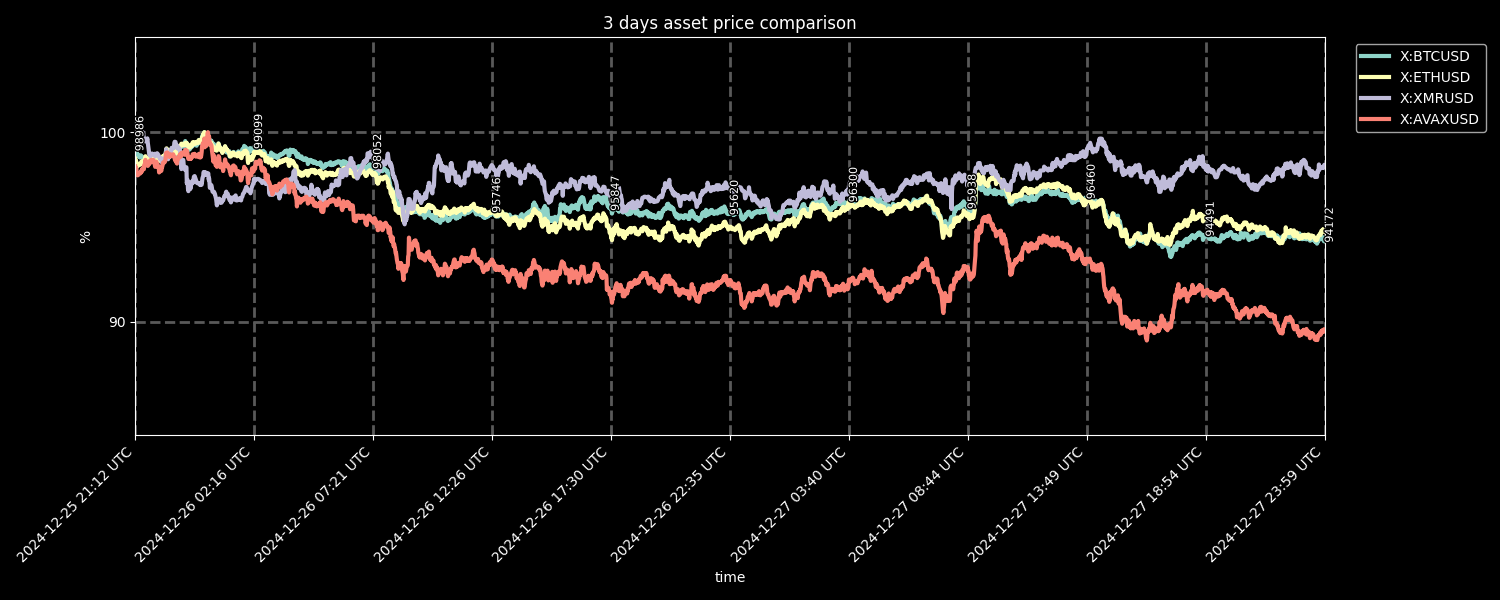 3 days asset price comparison
X:BTCUSD
X:ETHUSD
X:XMRUSD
X:AVAXUSD
%
100
90
98986
99099
98052
95746
95847
95620
96300
95938
96460
94491
94172
2024-12-25 21:12 UTC
2024-12-26 02:16 UTC
2024-12-26 07:21 UTC
2024-12-26 12:26 UTC
2024-12-26 17:30 UTC
2024-12-26 22:35 UTC
2024-12-27 03:40 UTC
2024-12-27 08:44 UTC
2024-12-27 13:49 UTC
2024-12-27 18:54 UTC
2024-12-27 23:59 UTC
time